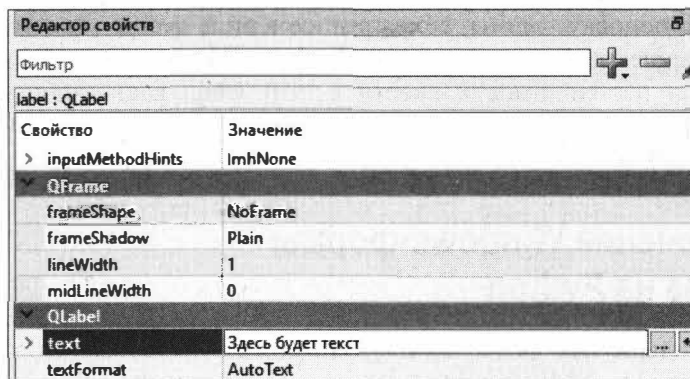 Редактор свойств
Фильтр
label : QLabel
Свойство Значение
inputMethodHints ImhNone
QFrame
frameShape NoFrame
frameShadow Plain
lineWidth 1
midLineWidth 0
QLabel
text Здесь будет текст ...
textFormat AutoText